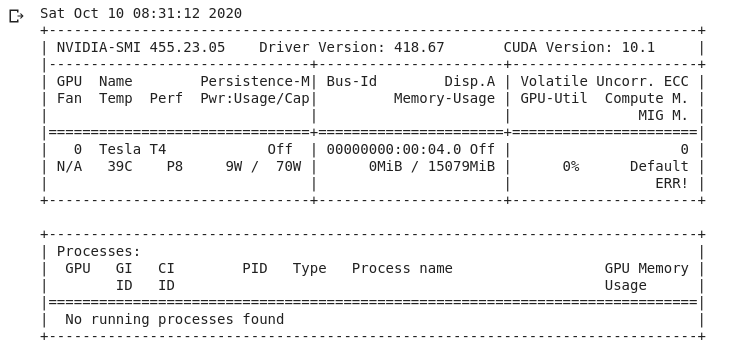 Sat Oct 10 08:31:12 2020
+-----------------------------------------------------------------------------+
| NVIDIA-SMI 455.23.05    Driver Version: 418.67       CUDA Version: 10.1     |
|-------------------------------+----------------------+----------------------+
| GPU  Name        Persistence-M| Bus-Id        Disp.A | Volatile Uncorr. ECC |
| Fan  Temp  Perf  Pwr:Usage/Cap|         Memory-Usage | GPU-Util  Compute M. |
|                               |                      |               MIG M. |
|===============================+======================+======================|
|   0  Tesla T4            Off  | 00000000:00:04.0 Off |                    0 |
| N/A   39C    P8     9W /  70W |      0MiB / 15079MiB |      0%      Default |
|                               |                      |                 ERR! |
+-------------------------------+----------------------+----------------------+

+-----------------------------------------------------------------------------+
| Processes:                                                                  |
|  GPU   GI   CI        PID   Type   Process name                  GPU Memory |
|        ID   ID                                                   Usage      |
|=============================================================================|
|  No running processes found                                                 |
+-----------------------------------------------------------------------------+